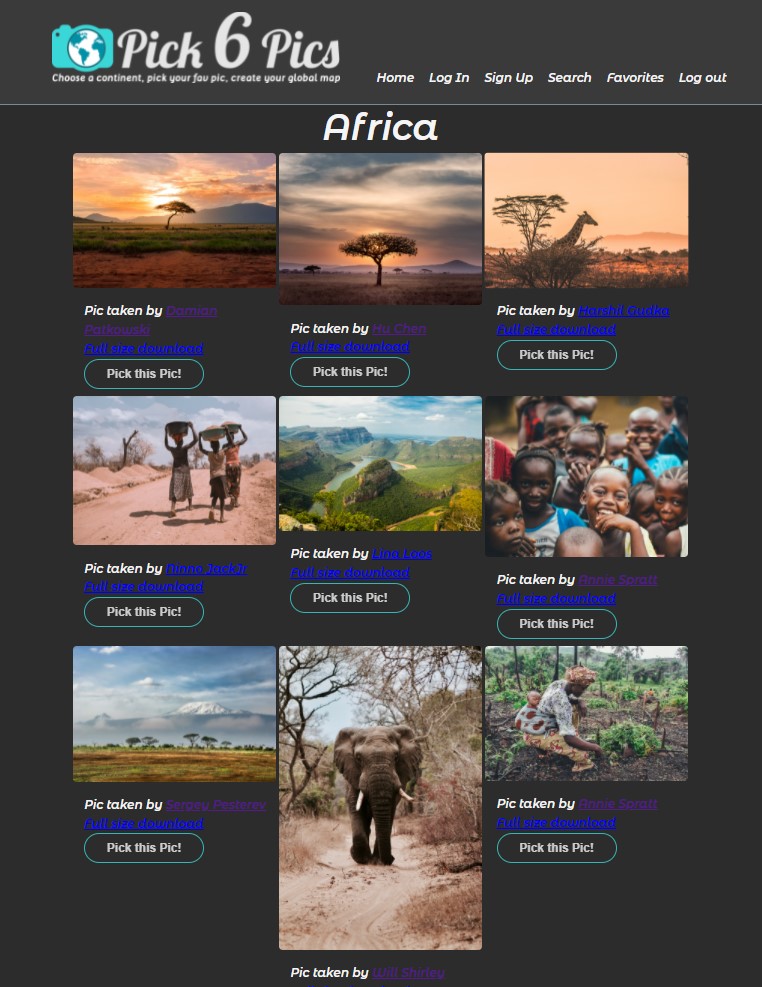 Pick 6 Pics
Choose a continent, pick your fav pic, create your global map
Home Log In Sign Up Search Favorites Log out
Africa
Pic taken by Damian
Patkowski
Full size download
Pick this Pic!
Pic taken by Hu Chen
Full size download
Pick this Pic!
Pic taken by Harshil Gudka
Full size download
Pick this Pic!
Pic taken by Ninno JackJr
Full size download
Pick this Pic!
Pic taken by Lina Loos
Full size download
Pick this Pic!
Pic taken by Annie Spratt
Full size download
Pick this Pic!
Pic taken by Sergey Pesterev
Full size download
Pick this Pic!
Pic taken by Will Shirley
Pic taken by Annie Spratt
Full size download
Pick this Pic!